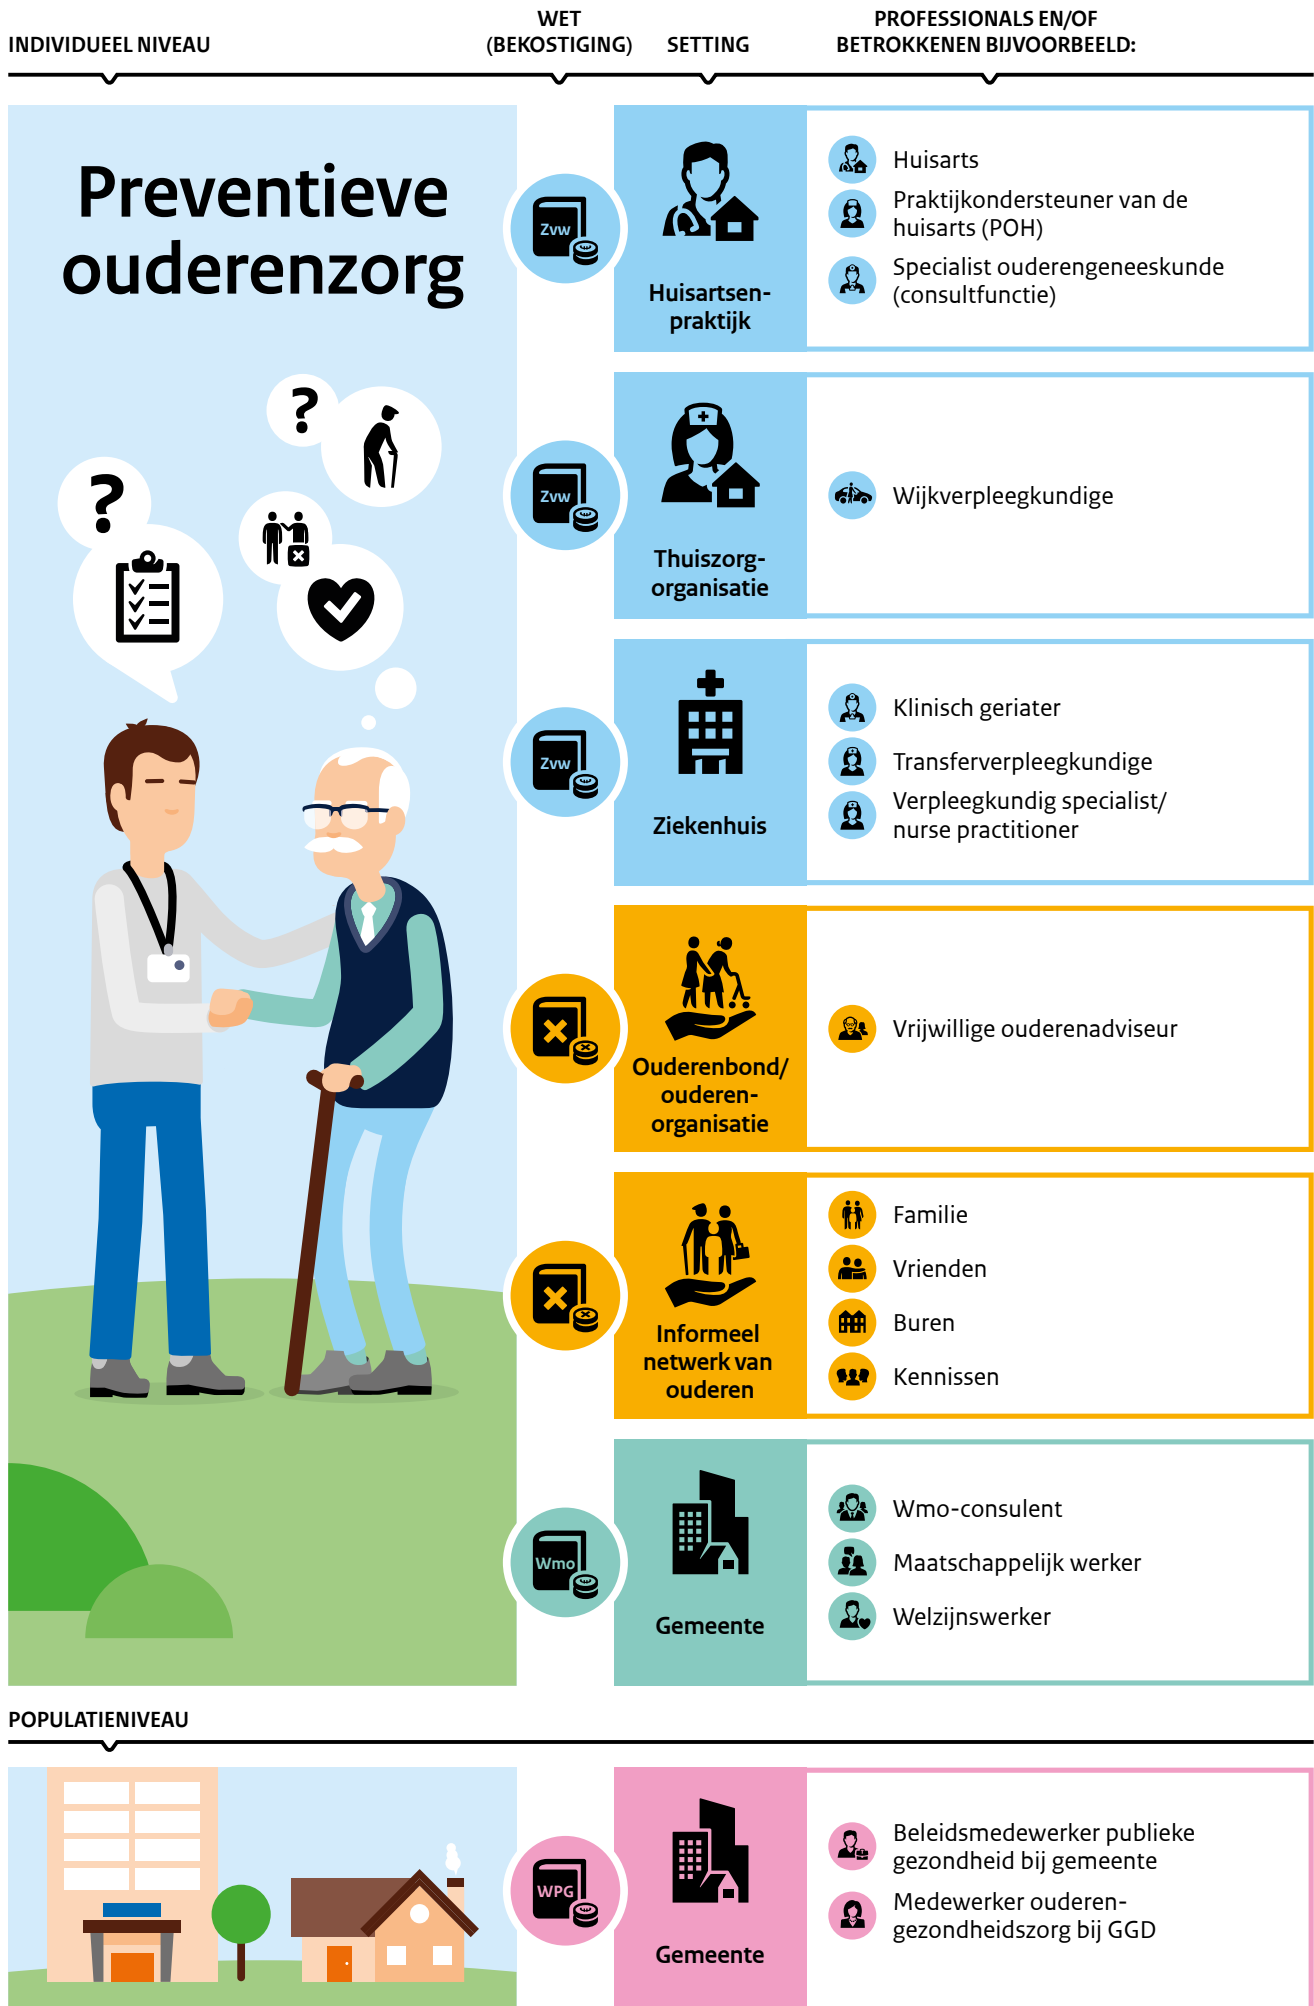 INDIVIDUEEL NIVEAU
WET
(BEKOSTIGING)
SETTING
PROFESSIONALS EN/OF
BETROKKENEN BIJVOORBEELD:
Preventieve
ouderenzorg
?
?
Zvw
Huisartsen-
praktijk
Huisarts
Praktijkondersteuner van de
huisarts (POH)
Specialist ouderengeneeskunde
(consultfunctie)
Zvw
Thuiszorg-
organisatie
Wijkverpleegkundige
Zvw
Ziekenhuis
Klinisch geriater
Transferverpleegkundige
Verpleegkundig specialist/
nurse practitioner
Ouderenbond/
ouderen-
organisatie
Vrijwillige ouderenadviseur
Informeel
netwerk van
ouderen
Familie
Vrienden
Buren
Kennissen
Wmo
Gemeente
Wmo-consulent
Maatschappelijk werker
Welzijnswerker
POPULATIENIVEAU
WPG
Gemeente
Beleidsmedewerker publieke
gezondheid bij gemeente
Medewerker ouderen-
gezondheidszorg bij GGD